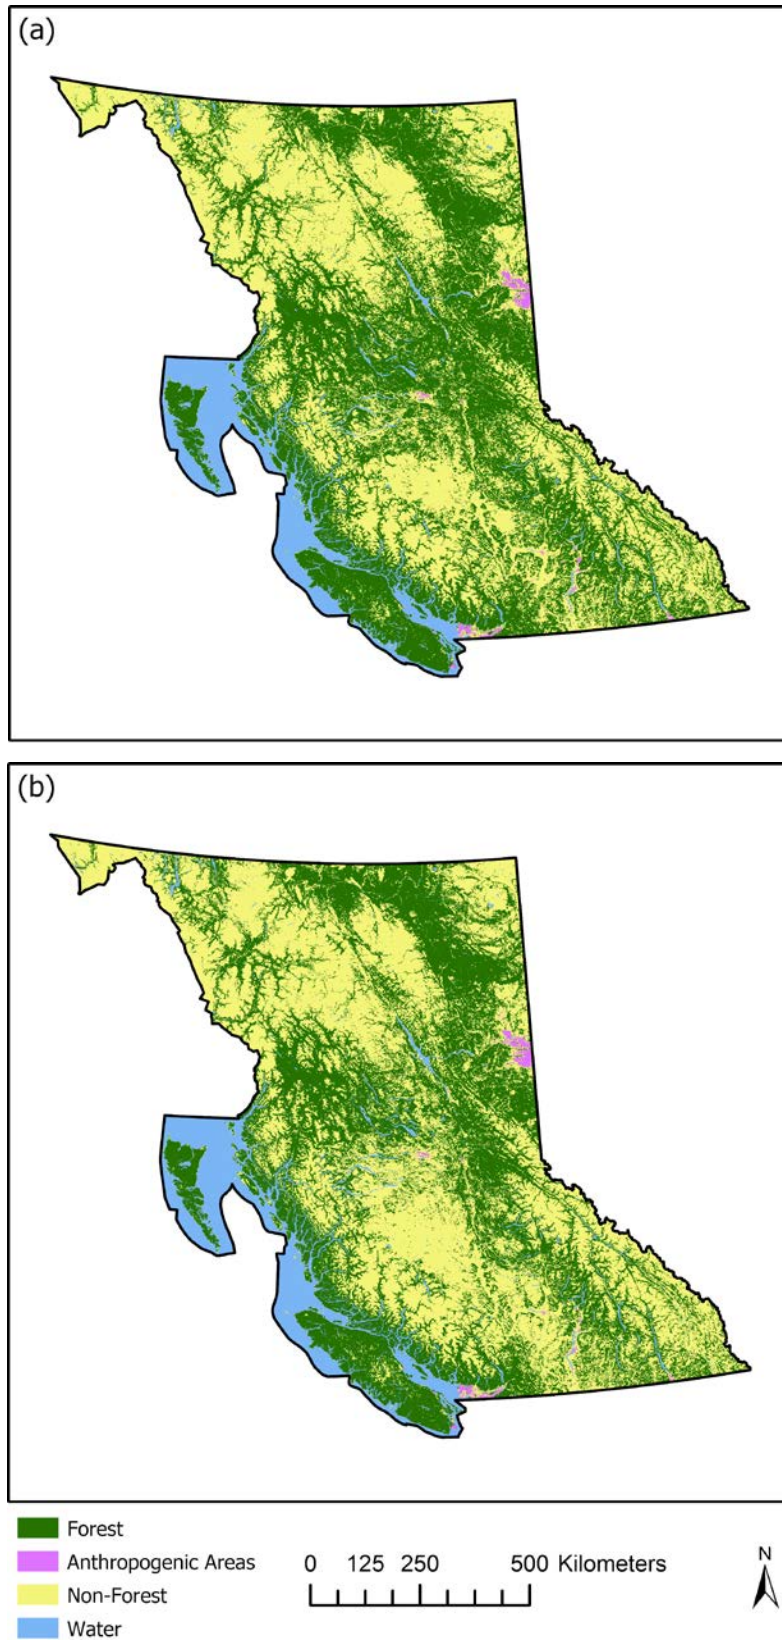 (a)
(b)
Forest
Anthropogenic Areas
Non-Forest
Water
0 125 250 500 Kilometers
N